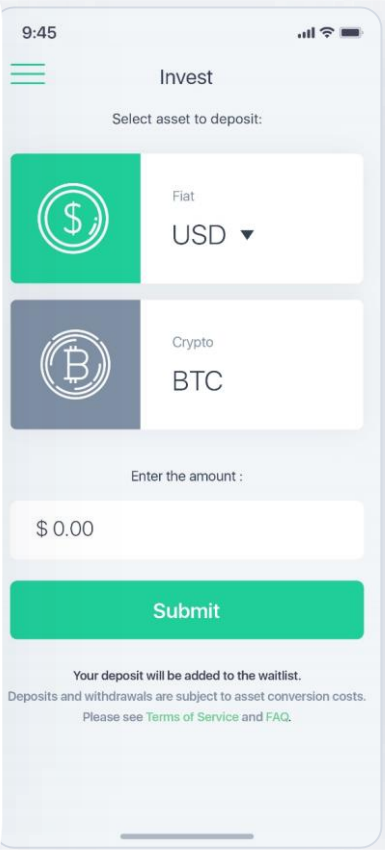 9:45
Invest
Select asset to deposit:
Fiat
USD
Crypto
BTC
Enter the amount :
$ 0.00
Submit
Your deposit will be added to the waitlist.
Deposits and withdrawals are subject to asset conversion costs.
Please see Terms of Service and FAQ.